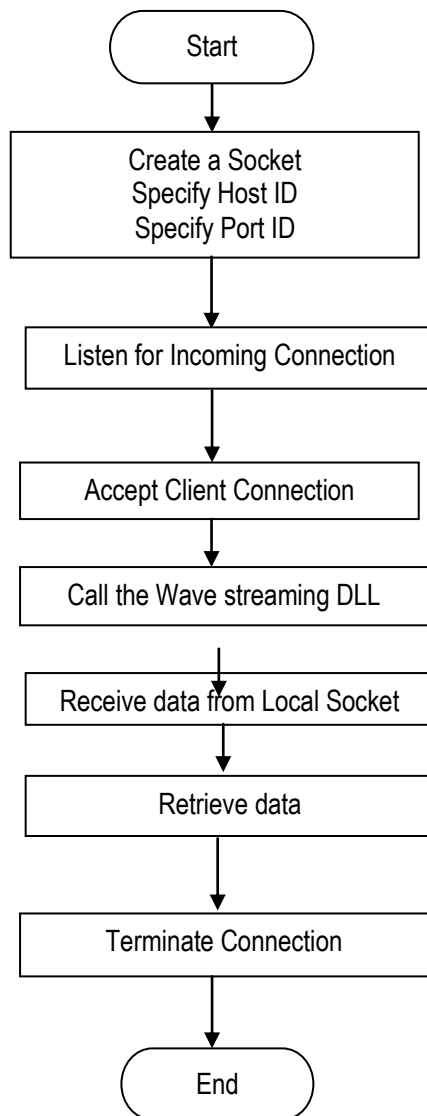 Start
Create a Socket
Specify Host ID
Specify Port ID
Listen for Incoming Connection
Accept Client Connection
Call the Wave streaming DLL
Receive data from Local Socket
Retrieve data
Terminate Connection
End